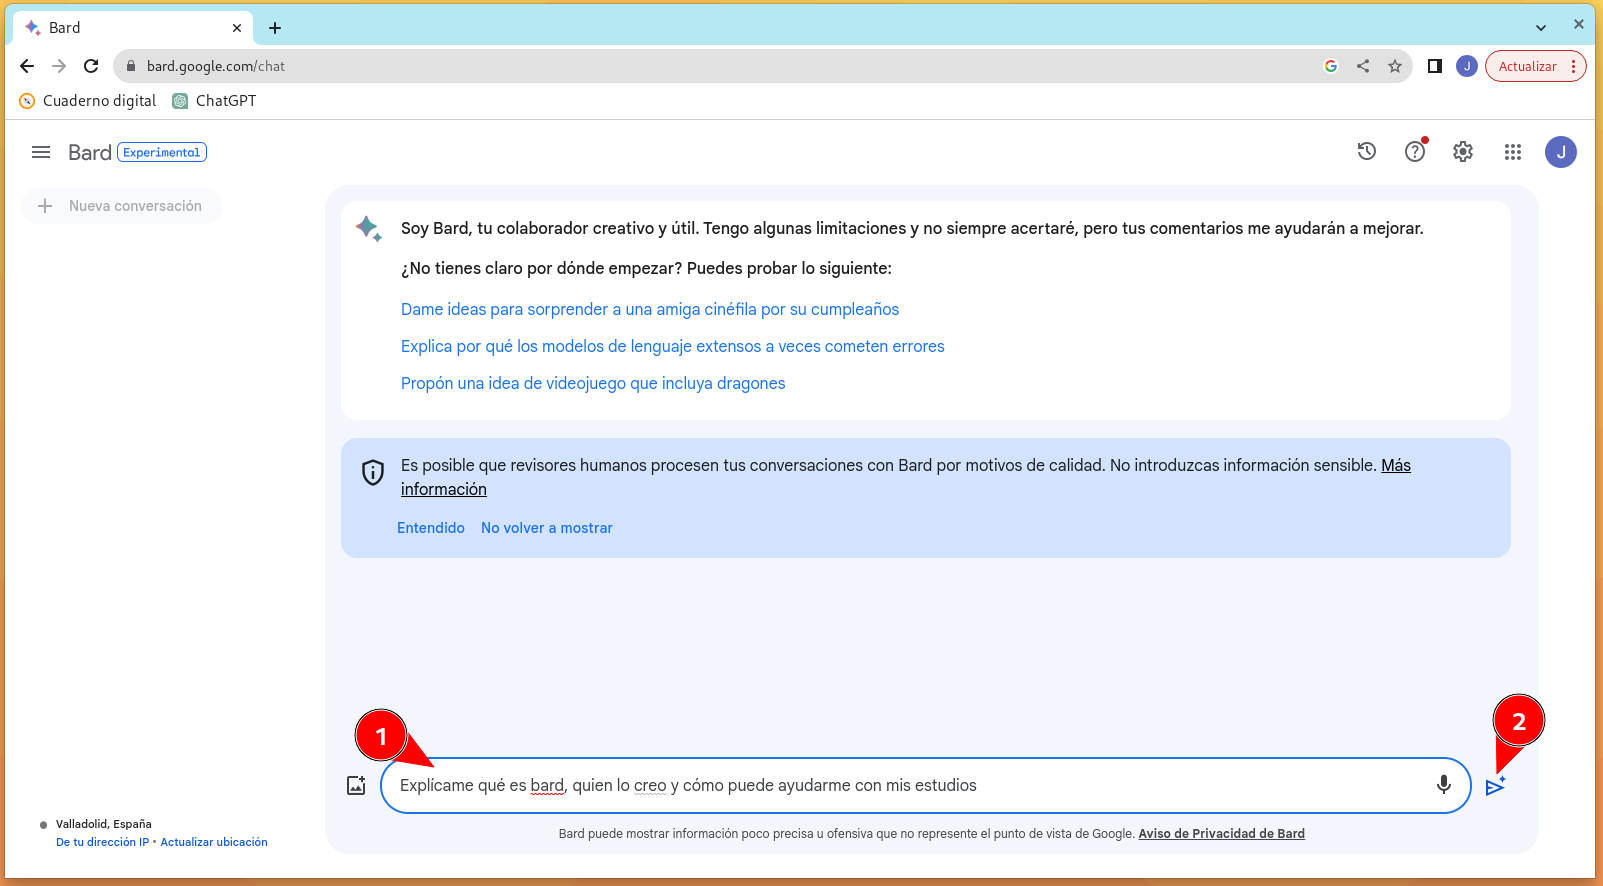 Bard
bard.google.com/chat
J
Actualizar
Cuaderno digital
ChatGPT
Bard Experimental
J
Nueva conversación
Soy Bard, tu colaborador creativo y útil. Tengo algunas limitaciones y no siempre acertaré, pero tus comentarios me ayudarán a mejorar.
¿No tienes claro por dónde empezar? Puedes probar lo siguiente:
Dame ideas para sorprender a una amiga cinéfila por su cumpleaños
Explica por qué los modelos de lenguaje extensos a veces cometen errores
Propón una idea de videojuego que incluya dragones
Es posible que revisores humanos procesen tus conversaciones con Bard por motivos de calidad. No introduzcas información sensible. Más
información
Entendido No volver a mostrar
1
2
Explícame qué es bard, quien lo creo y cómo puede ayudarme con mis estudios
Valladolid, España
De tu dirección IP • Actualizar ubicación
Bard puede mostrar información poco precisa u ofensiva que no represente el punto de vista de Google. Aviso de Privacidad de Bard